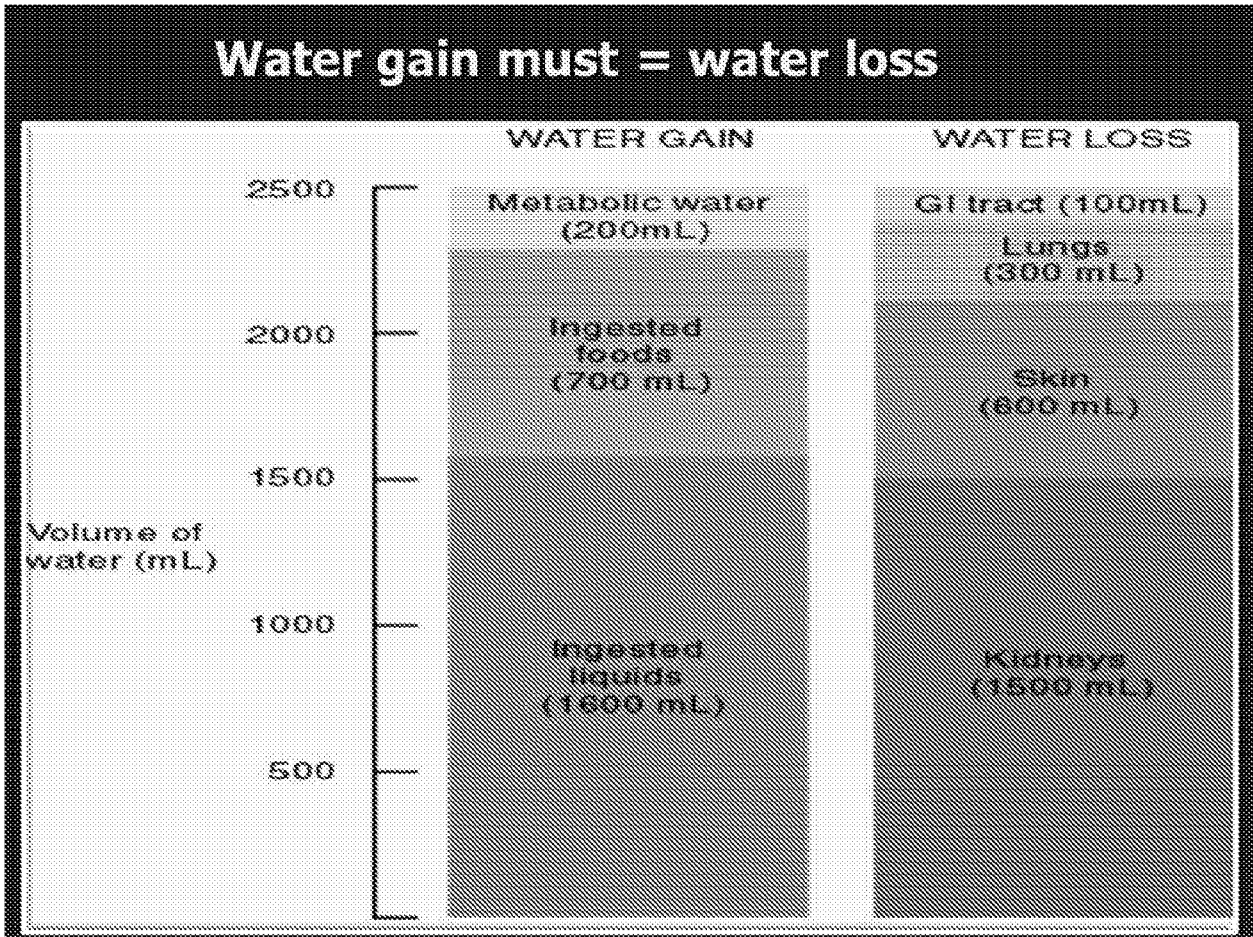 Water gain must = water loss
WATER GAIN
WATER LOSS
2500
2000
1500
1000
500
Volume of
water (mL)
Metabolic water
(200mL)
Ingested
foods
(700 mL)
Ingested
liquids
(1600 mL)
GI tract (100mL)
Lungs
(300 mL)
Skin
(600 mL)
Kidneys
(1500 mL)